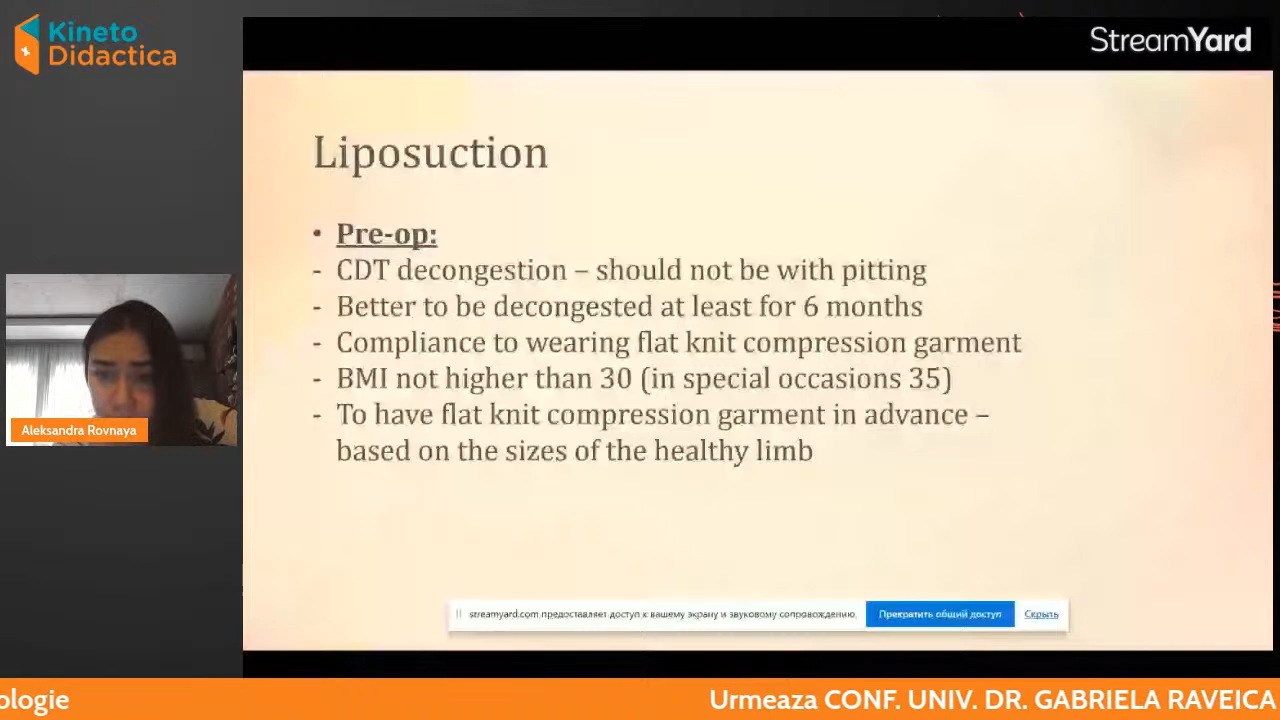 Kineto
Didactica
StreamYard
Liposuction
• Pre-op:
- CDT decongestion – should not be with pitting
- Better to be decongested at least for 6 months
- Compliance to wearing flat knit compression garment
- BMI not higher than 30 (in special occasions 35)
- To have flat knit compression garment in advance –
based on the sizes of the healthy limb
Aleksandra Rovnaya
streamyard.com предоставляет доступ к вашему экрану и звуковому сопровождению.
Прекратить общий доступ
Скрыть
ologie
Urmeaza CONF. UNIV. DR. GABRIELA RAVEICA